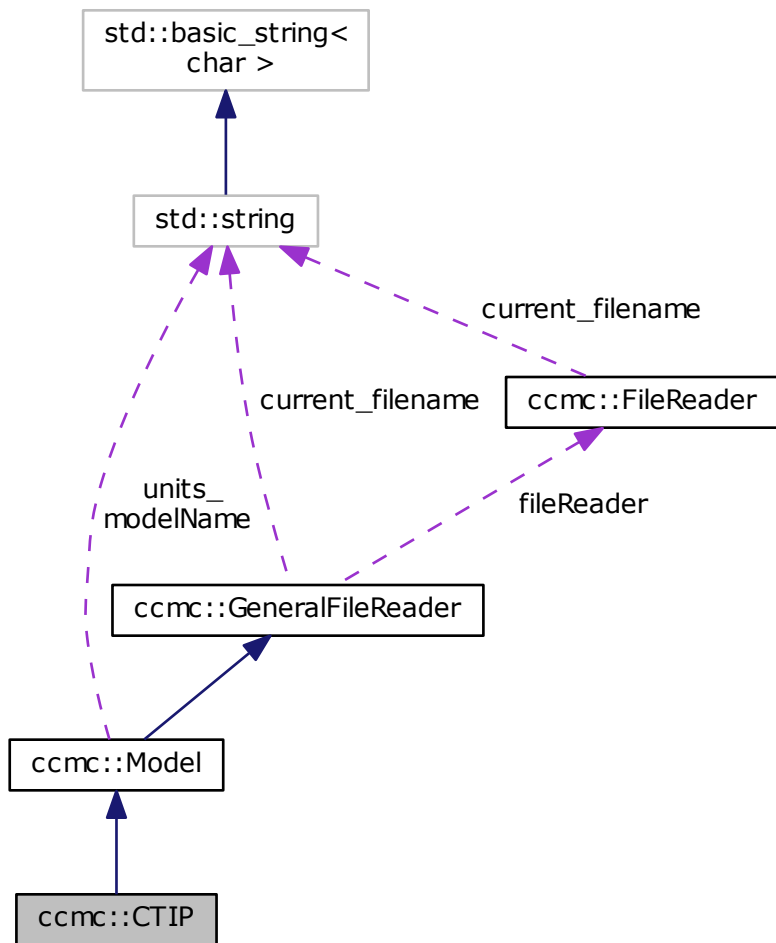 std::basic_string<
char >
std::string
current_filename
current_filename
ccmc::FileReader
units_
modelName
fileReader
ccmc::GeneralFileReader
ccmc::Model
ccmc::CTIP